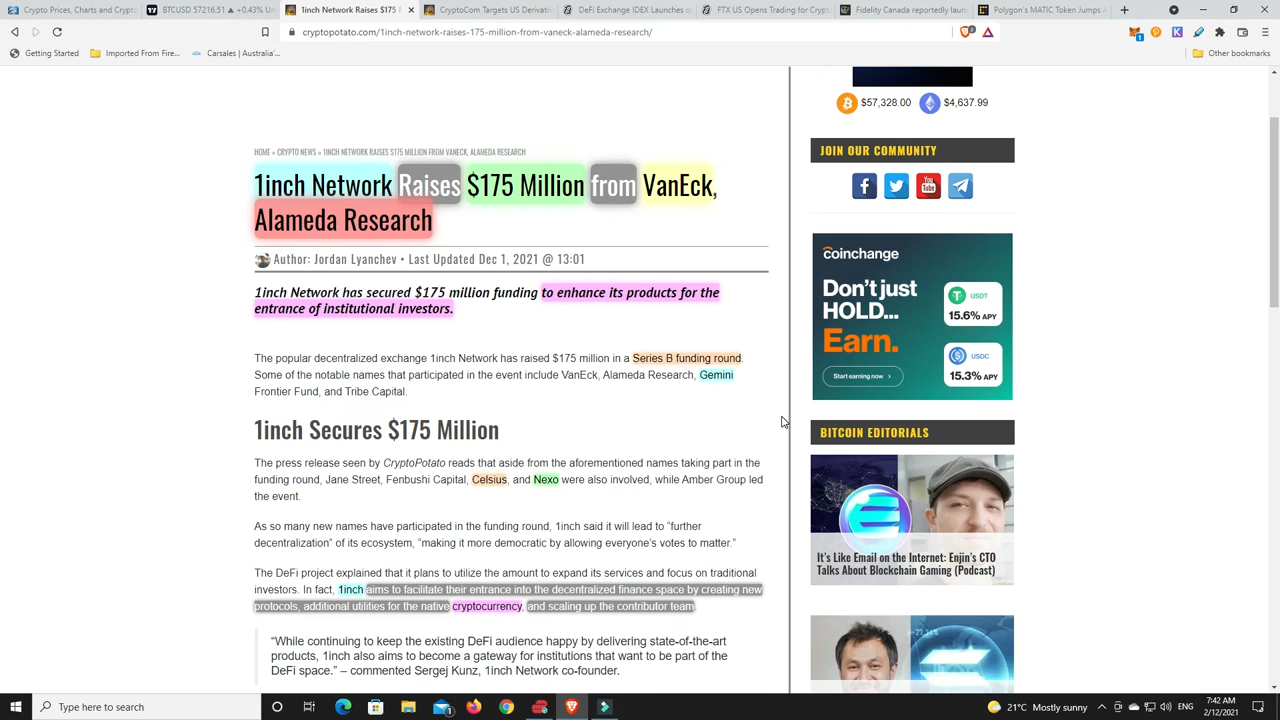 Crypto Prices, Charts and Crypto
BTCUSD 57216.51 ▲ +0.43% Un
1inch Network Raises $175 M
CryptoCom Targets US Derivati
DeFi Exchange IDEX Launches o
FTX US Opens Trading for Crypto
Fidelity Canada reportedly laun
Polygon's MATIC Token Jumps A
cryptopotato.com/1inch-network-raises-175-million-from-vaneck-alameda-research/
Getting Started
Imported From Firef...
Carsales | Australia'...
Other bookmarks
$57,328.00 $4,637.99
HOME » CRYPTO NEWS » 1INCH NETWORK RAISES $175 MILLION FROM VANECK, ALAMEDA RESEARCH
1inch Network Raises $175 Million from VanEck,
Alameda Research
Author: Jordan Lyanchev • Last Updated Dec 1, 2021 @ 13:01
1inch Network has secured $175 million funding to enhance its products for the
entrance of institutional investors.
The popular decentralized exchange 1inch Network has raised $175 million in a Series B funding round.
Some of the notable names that participated in the event include VanEck, Alameda Research, Gemini
Frontier Fund, and Tribe Capital.
1inch Secures $175 Million
The press release seen by CryptoPotato reads that aside from the aforementioned names taking part in the
funding round, Jane Street, Fenbushi Capital, Celsius, and Nexo were also involved, while Amber Group led
the event.
As so many new names have participated in the funding round, 1inch said it will lead to “further
decentralization” of its ecosystem, “making it more democratic by allowing everyone’s votes to matter.”
The DeFi project explained that it plans to utilize the amount to expand its services and focus on traditional
investors. In fact, 1inch aims to facilitate their entrance into the decentralized finance space by creating new
protocols, additional utilities for the native cryptocurrency, and scaling up the contributor team.
“While continuing to keep the existing DeFi audience happy by delivering state-of-the-art
products, 1inch also aims to become a gateway for institutions that want to be part of the
DeFi space.” – commented Sergej Kunz, 1inch Network co-founder.
JOIN OUR COMMUNITY
You
Tube
coinchange
Don't just
HOLD...
Earn.
Start earning now >
USDT
15.6% APY
USDC
15.3% APY
BITCOIN EDITORIALS
It’s Like Email on the Internet: Enjin’s CTO
Talks About Blockchain Gaming (Podcast)
Type here to search
21°C Mostly sunny
ENG
7:42 AM
2/12/2021